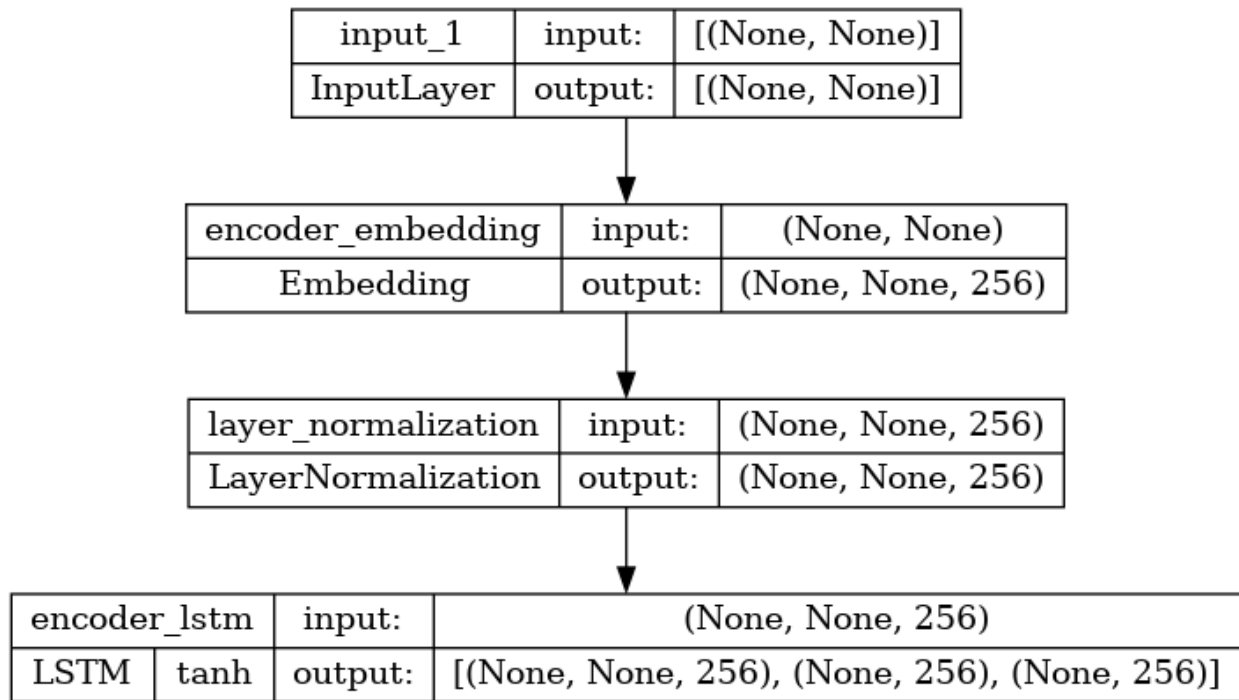 input_1 input: [(None, None)]
InputLayer output: [(None, None)]
encoder_embedding input: (None, None)
Embedding output: (None, None, 256)
layer_normalization input: (None, None, 256)
LayerNormalization output: (None, None, 256)
encoder_lstm input: (None, None, 256)
LSTM tanh output: [(None, None, 256), (None, 256), (None, 256)]